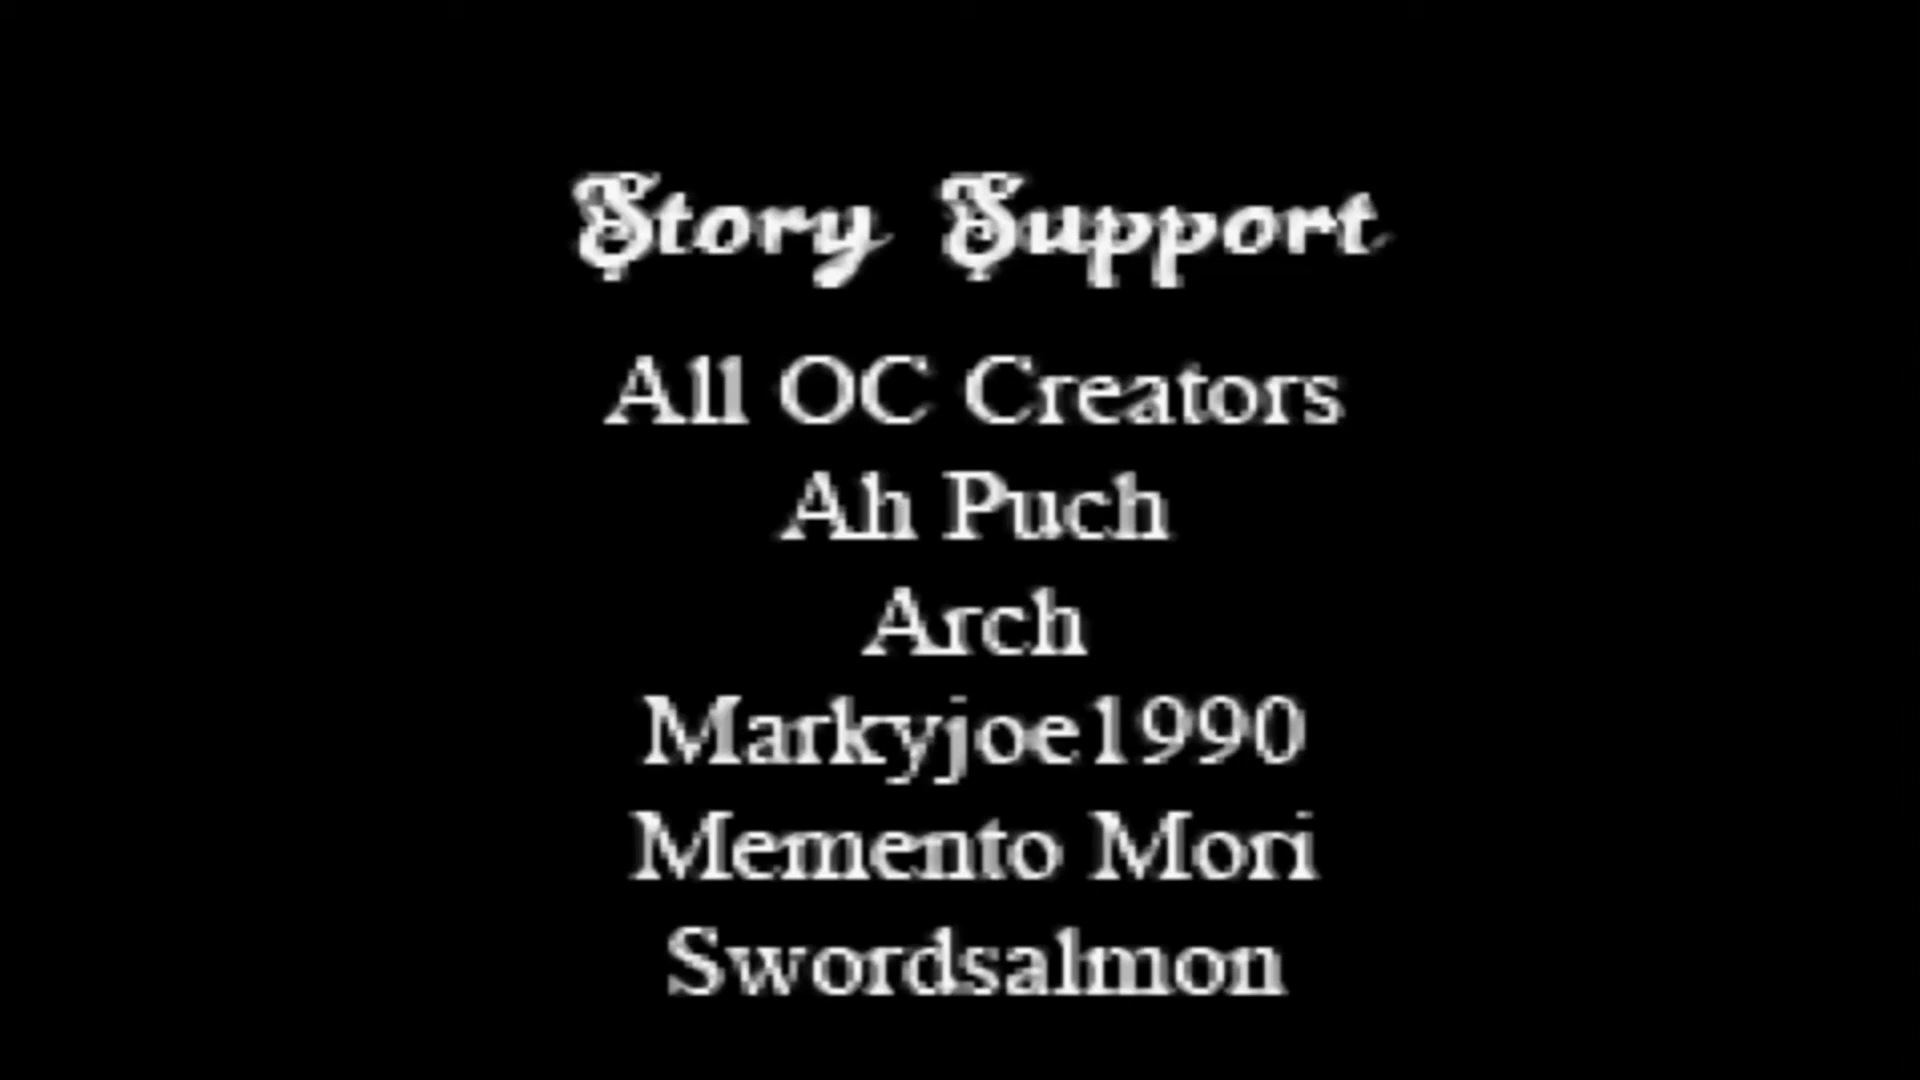 Story Support
All OC Creators
Ah Puch
Arch
Markyjoe1990
Memento Mori
Swordsalmon